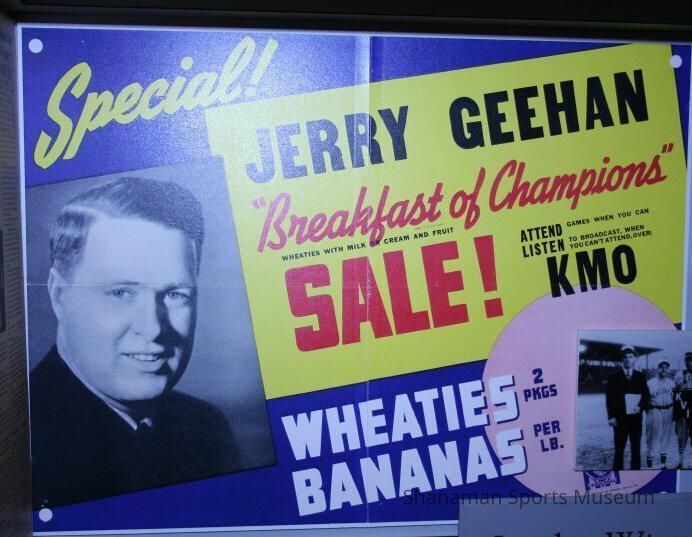 Special!
JERRY GEEHAN
"Breakfast of Champions"
WHEATIES WITH MILK OR CREAM AND FRUIT
SALE!
ATTEND GAMES WHEN YOU CAN
LISTEN TO BROADCAST, WHEN YOU CAN'T ATTEND, OVER;
KMO
WHEATIES 2 PKGS
BANANAS PER LB.
Shanaman Sports Museum